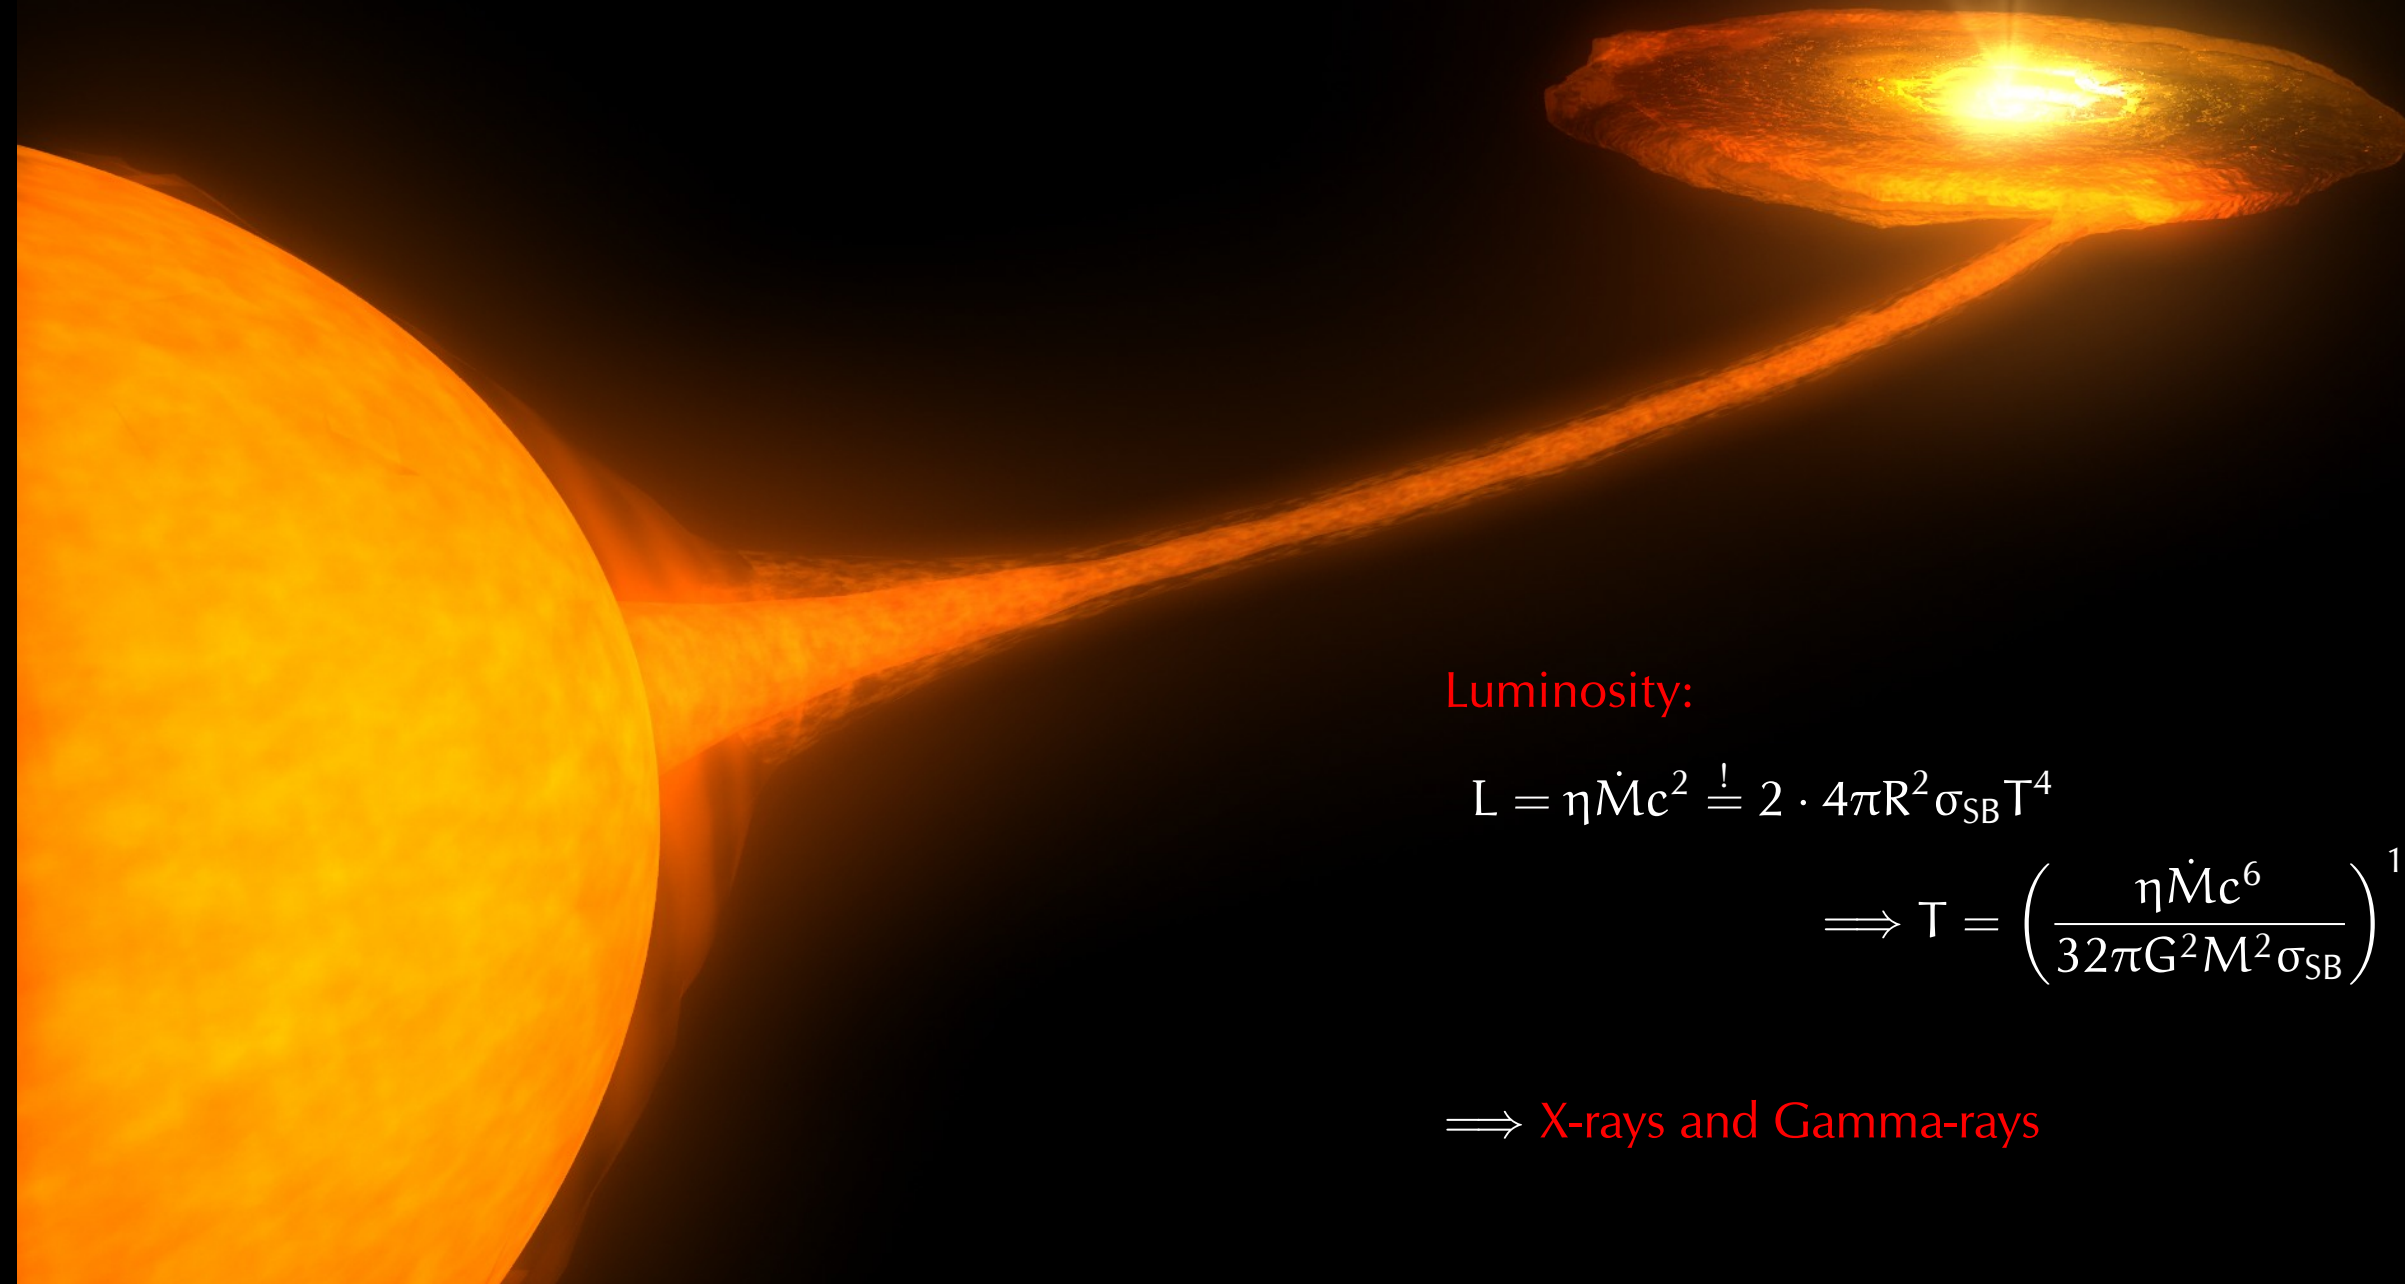 Luminosity:
L = ηṀc² ≝ 2 · 4πR²σ_SB T⁴
⟹ T = (ηṀc⁶ / 32πG²M²σ_SB)¹
⟹ X-rays and Gamma-rays